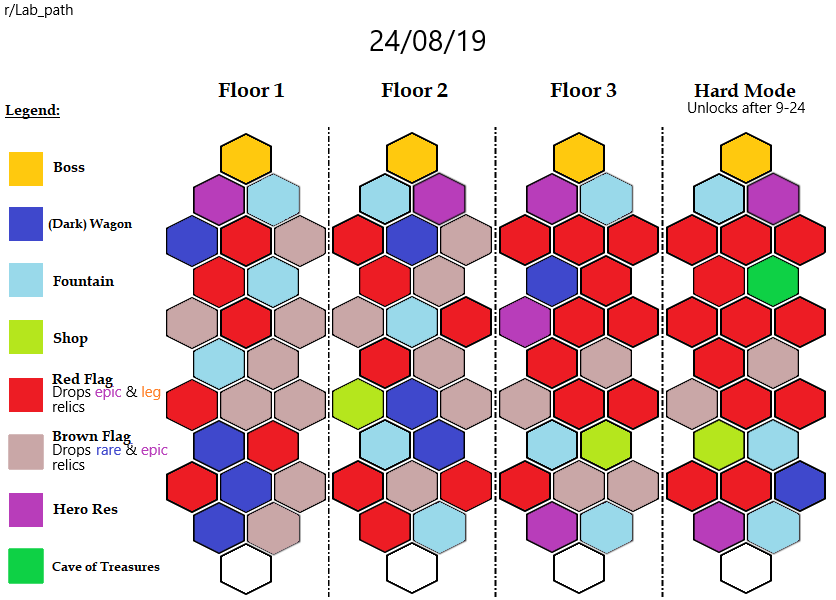 r/Lab_path
24/08/19
Floor 1
Floor 2
Floor 3
Hard Mode
Unlocks after 9-24
Legend:
Boss
(Dark) Wagon
Fountain
Shop
Red Flag
Drops epic & leg
relics
Brown Flag
Drops rare & epic
relics
Hero Res
Cave of Treasures